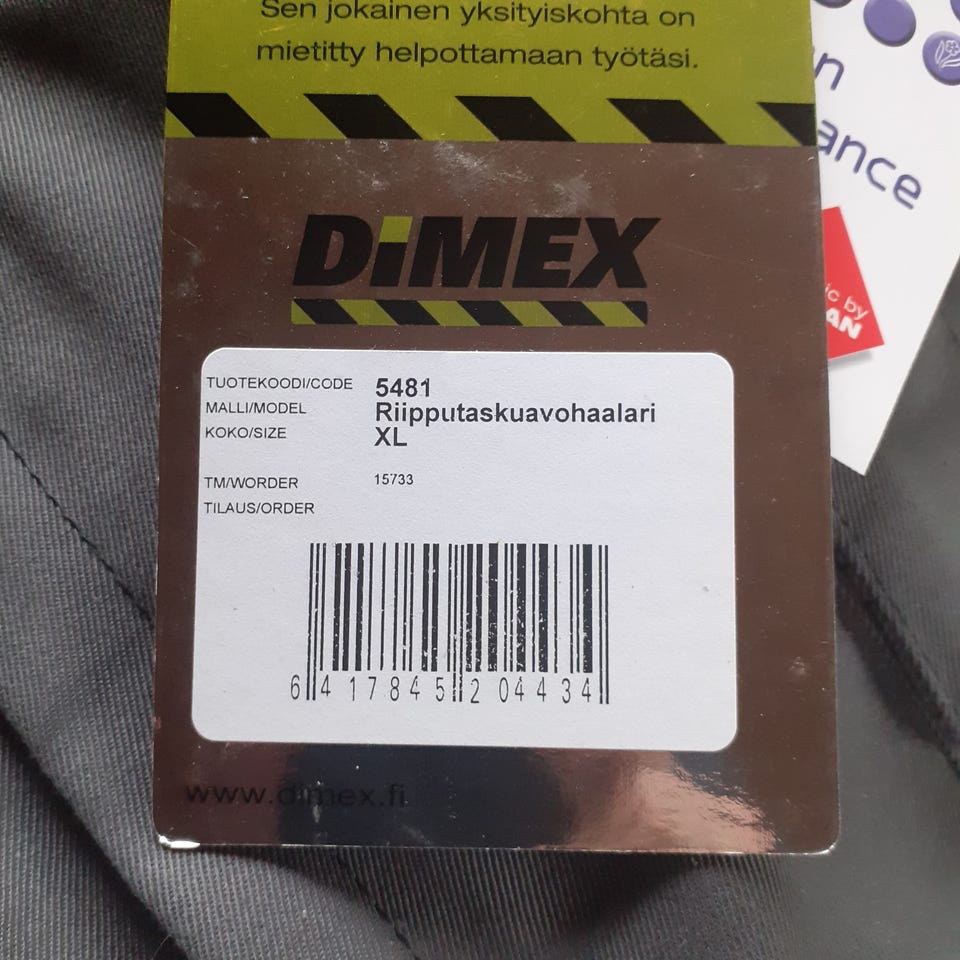 Sen jokainen yksityiskohta on
mietitty helpottamaan työtäsi.
DiMEX
TUOTEKOODI/CODE 5481
MALLI/MODEL Riipputaskuavohaalari
KOKO/SIZE XL
TM/WORDER 15733
TILAUS/ORDER
6 417845 204434
www.dimex.fi